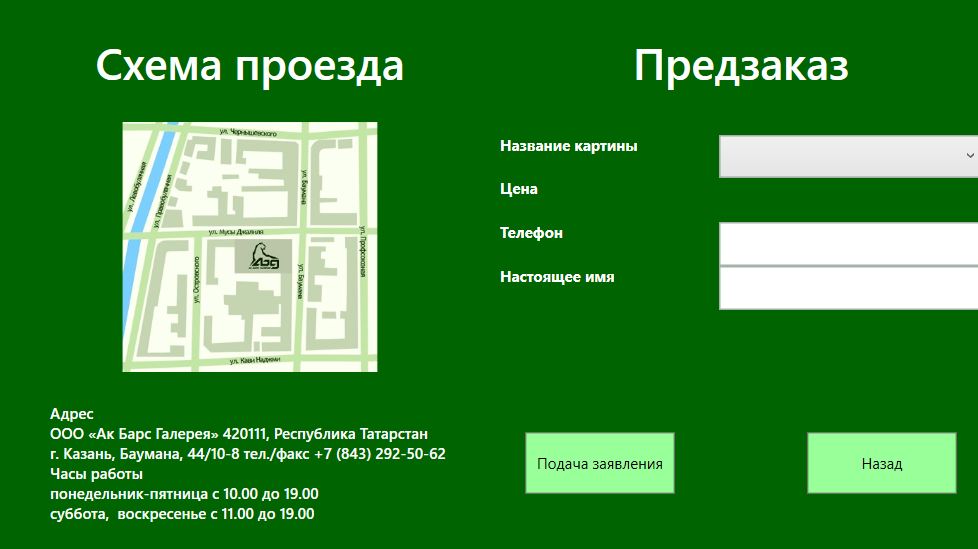 Схема проезда
ул. Чернышевского
ул. Левобулачная
ул. Правобулачная
ул. Баумана
ул. Мусы Джалиля
ул. Профсоюзная
ул. Островского
ул. Баумана
ул. Кави Наджми
Адрес
ООО «Ак Барс Галерея» 420111, Республика Татарстан
г. Казань, Баумана, 44/10-8 тел./факс +7 (843) 292-50-62
Часы работы
понедельник-пятница с 10.00 до 19.00
суббота,  воскресенье с 11.00 до 19.00
Предзаказ
Название картины
Цена
Телефон
Настоящее имя
Подача заявления
Назад